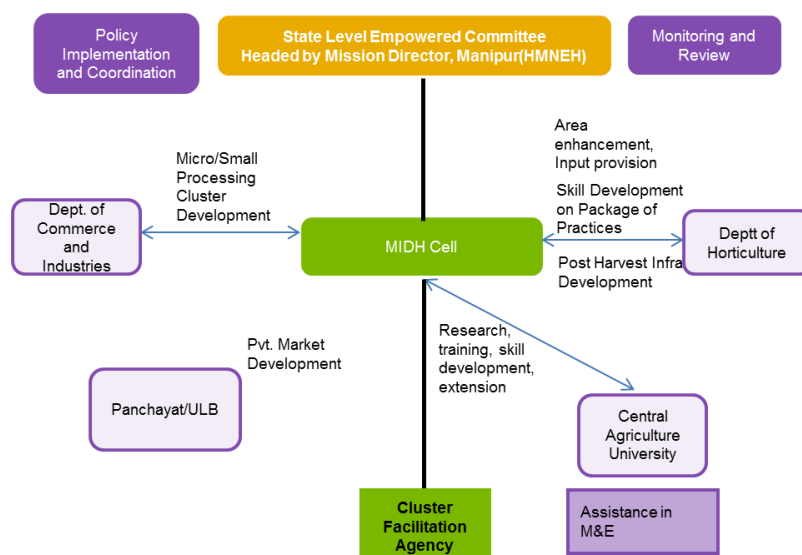 Policy
Implementation
and Coordination
State Level Empowered Committee
Headed by Mission Director, Manipur(HMNEH)
Monitoring and
Review
Area
enhancement,
Input provision
Micro/Small
Processing
Cluster
Development
Skill Development
on Package of
Practices
Dept. of
Commerce
and
Industries
MIDH Cell
Deptt of
Horticulture
Post Harvest Infra
Development
Research,
training, skill
development,
extension
Pvt. Market
Development
Panchayat/ULB
Central
Agriculture
University
Cluster
Facilitation
Agency
Assistance in
M&E